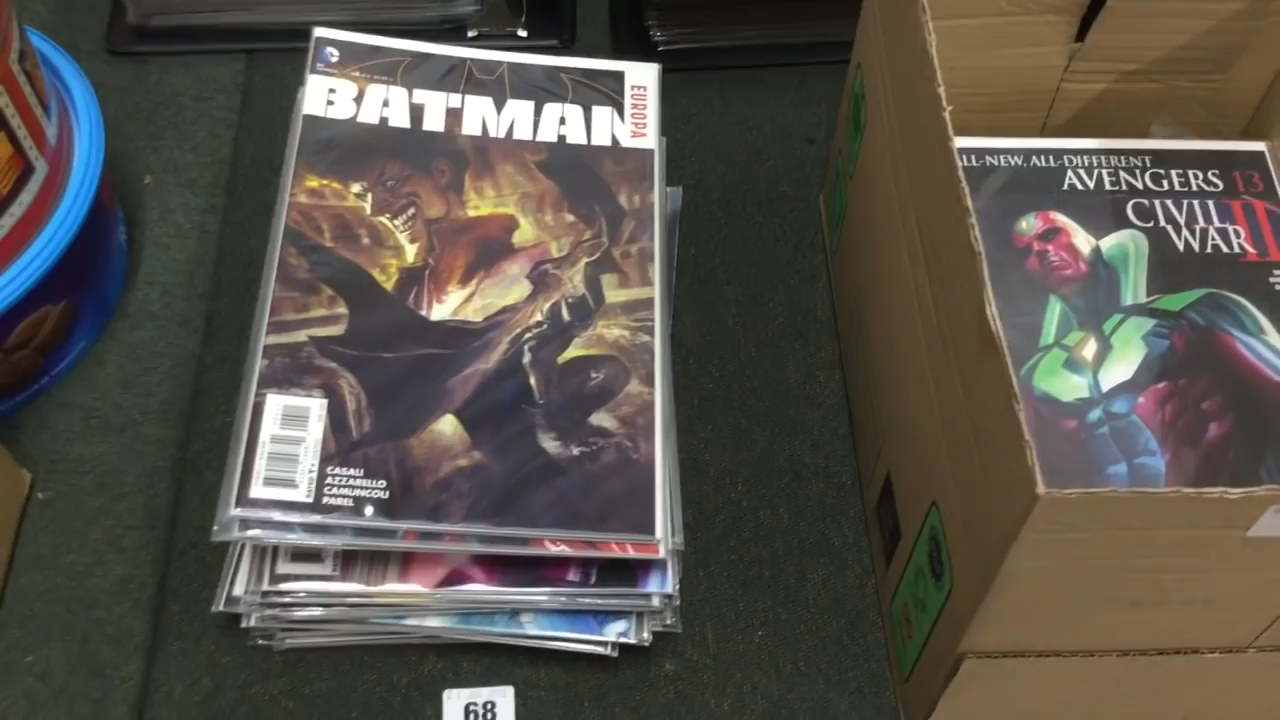 BATMAN
EUROPA
CASALI
AZZARELLO
CAMUNCOLI
PAREL
ALL-NEW, ALL-DIFFERENT
AVENGERS 13
CIVIL
WAR II
68